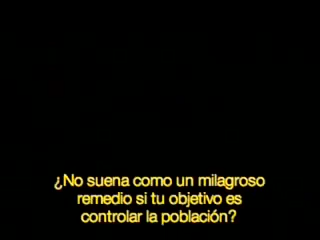 ¿No suena como un milagroso
remedio si tu objetivo es
controlar la población?